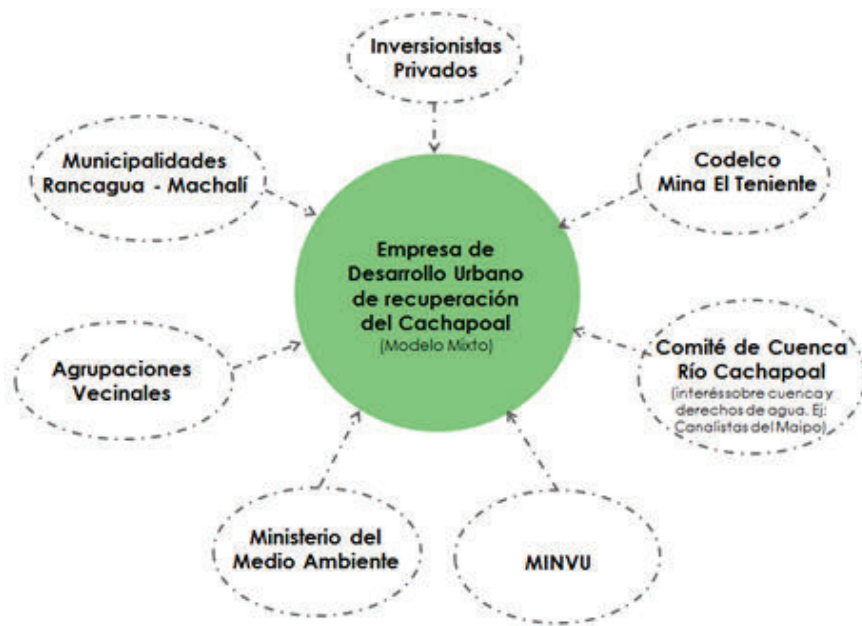 Inversionistas
Privados
Municipalidades
Rancagua - Machalí
Codelco
Mina El Teniente
Empresa de
Desarrollo Urbano
de recuperación
del Cachapoal
(Modelo Mixto)
Agrupaciones
Vecinales
Comité de Cuenca
Río Cachapoal
(interés sobre cuenca y
derechos de agua. Ej:
Canalistas del Maipo)
Ministerio del
Medio Ambiente
MINVU